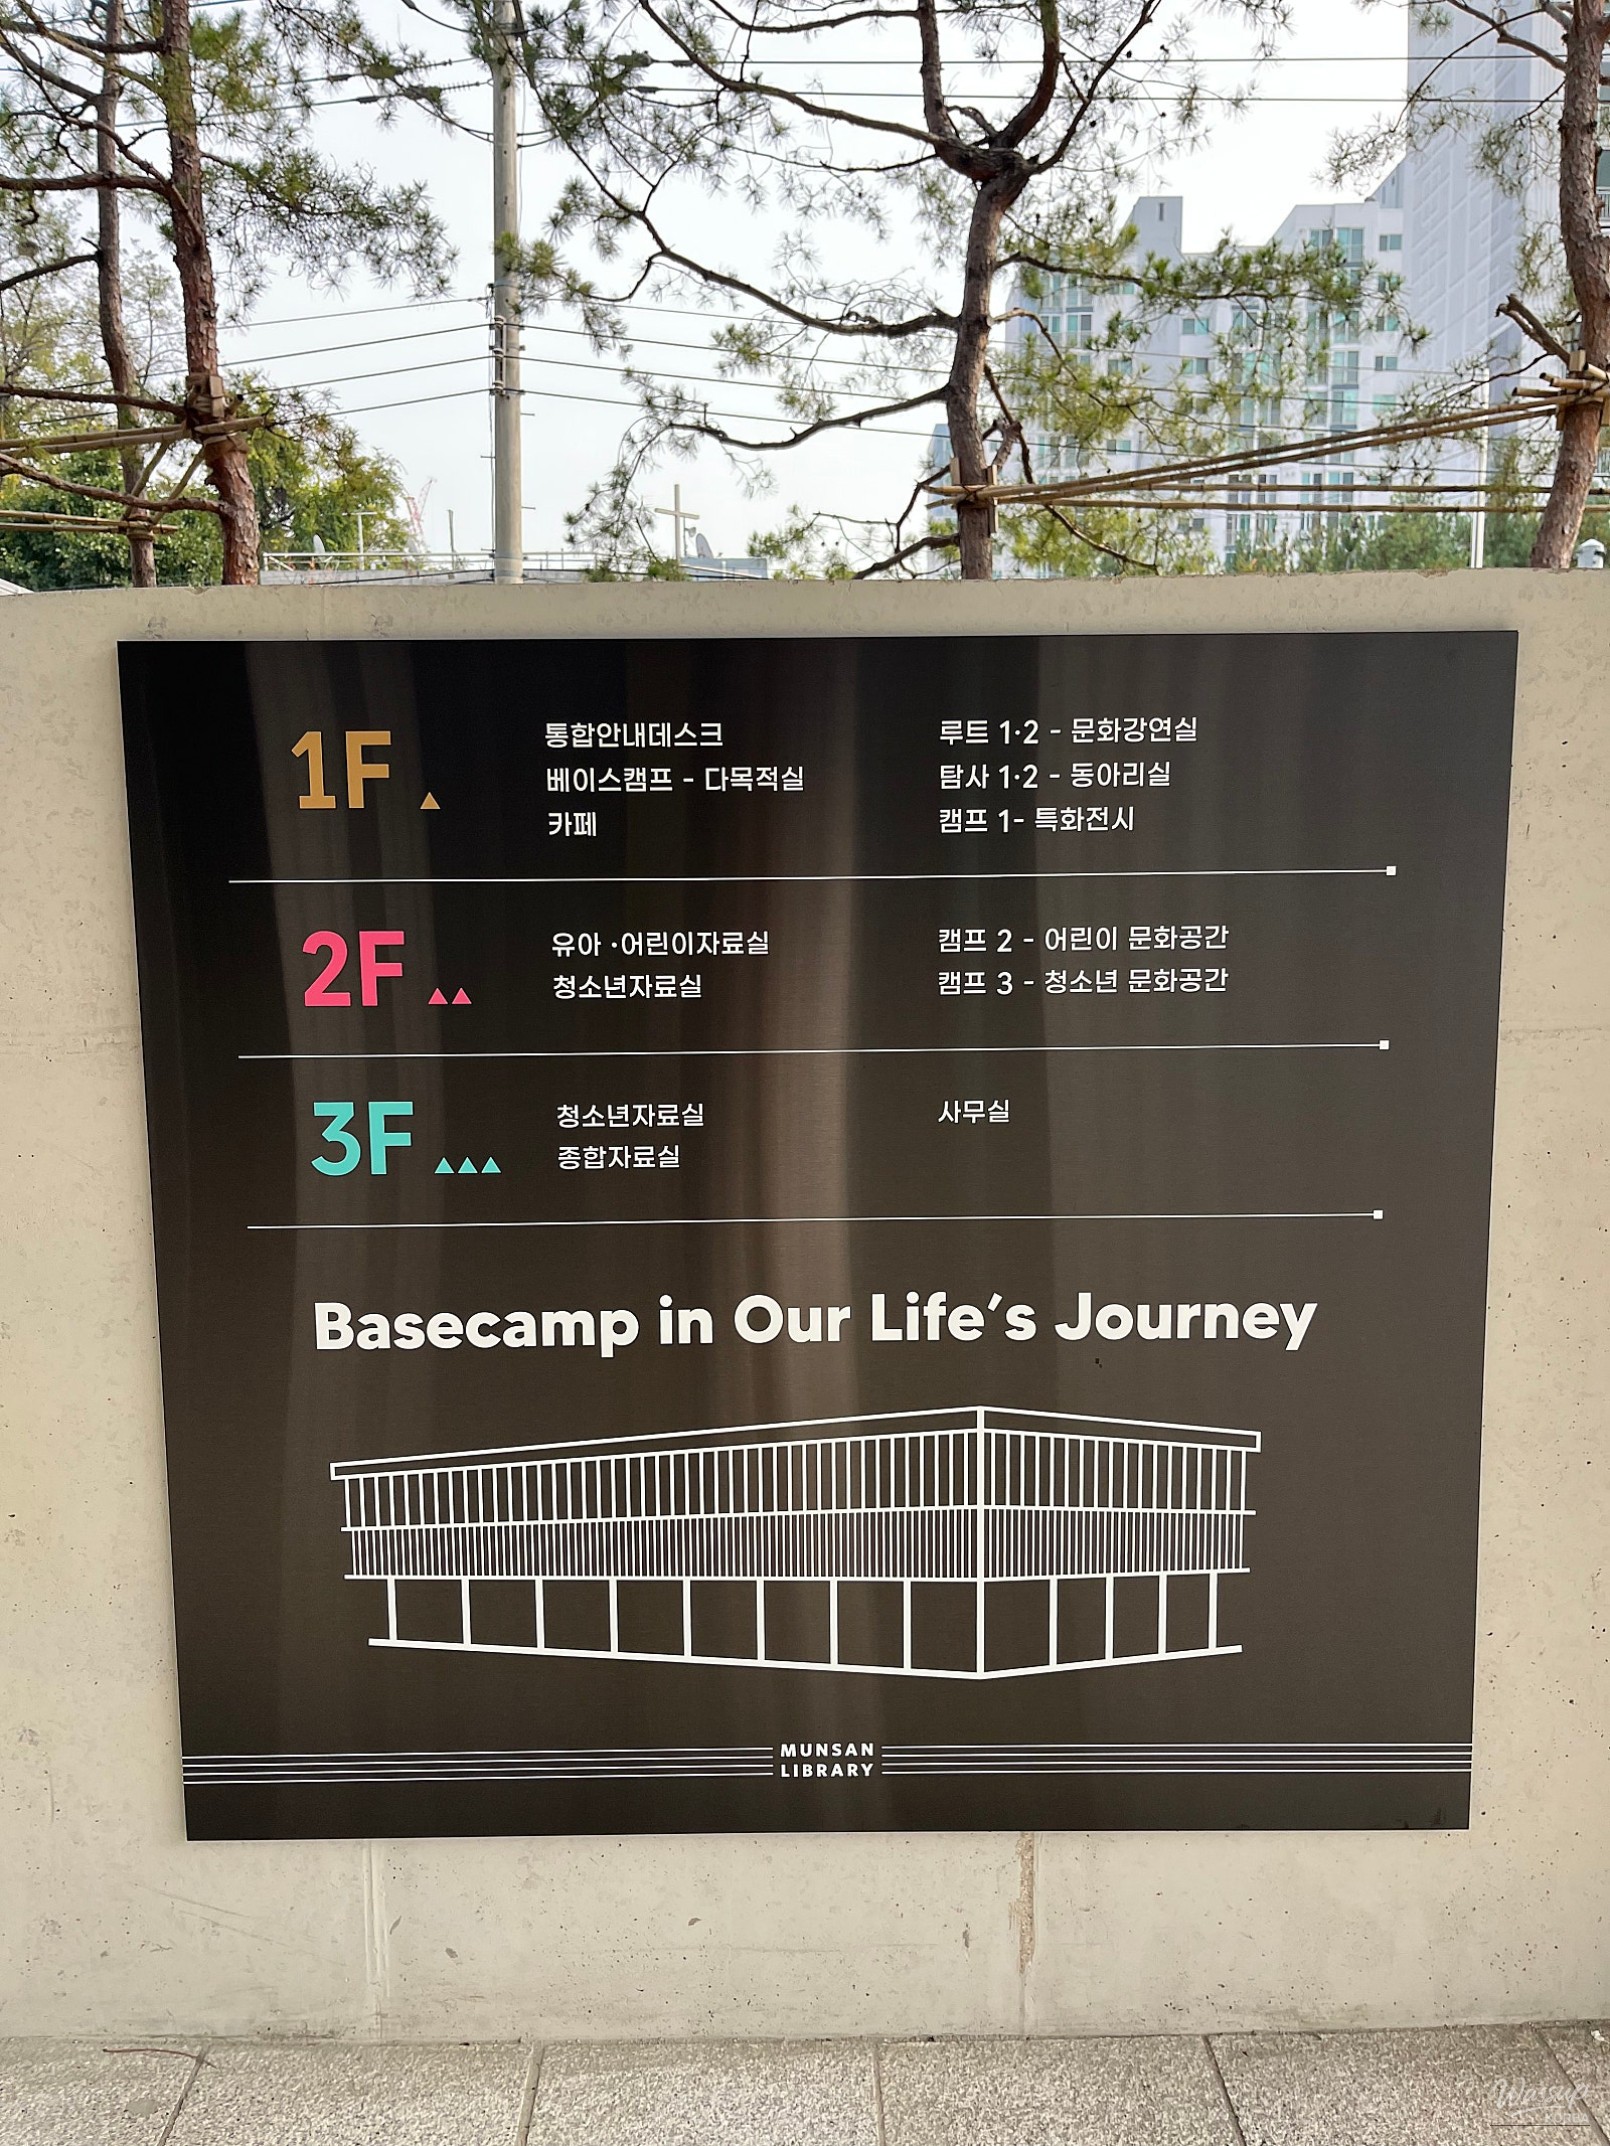 1F
통합안내데스크
베이스캠프 - 다목적실
카페
루트 1·2 - 문화강연실
탐사 1·2 - 동아리실
캠프 1- 특화전시
2F
유아 ·어린이자료실
청소년자료실
캠프 2 - 어린이 문화공간
캠프 3 - 청소년 문화공간
3F
청소년자료실
종합자료실
사무실
Basecamp in Our Life's Journey
MUNSAN
LIBRARY